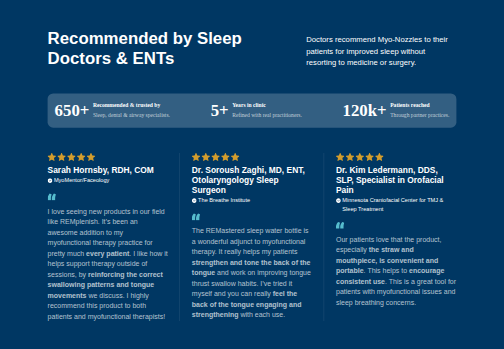 Recommended by Sleep
Doctors & ENTs
Doctors recommend Myo-Nozzles to their
patients for improved sleep without
resorting to medicine or surgery.
650+
Recommended & trusted by
Sleep, dental & airway specialists.
5+
Years in clinic
Refined with real practitioners.
120k+
Patients reached
Through partner practices.
Sarah Hornsby, RDH, COM
MyoMentor/Faceology
I love seeing new products in our field
like REMplenish. It's been an
awesome addition to my
myofunctional therapy practice for
pretty much every patient. I like how it
helps support therapy outside of
sessions, by reinforcing the correct
swallowing patterns and tongue
movements we discuss. I highly
recommend this product to both
patients and myofunctional therapists!
Dr. Soroush Zaghi, MD, ENT,
Otolaryngology Sleep
Surgeon
The Breathe Institute
The REMastered sleep water bottle is
a wonderful adjunct to myofunctional
therapy. It really helps my patients
strengthen and tone the back of the
tongue and work on improving tongue
thrust swallow habits. I've tried it
myself and you can really feel the
back of the tongue engaging and
strengthening with each use.
Dr. Kim Ledermann, DDS,
SLP, Specialist in Orofacial
Pain
Minnesota Craniofacial Center for TMJ &
Sleep Treatment
Our patients love that the product,
especially the straw and
mouthpiece, is convenient and
portable. This helps to encourage
consistent use. This is a great tool for
patients with myofunctional issues and
sleep breathing concerns.